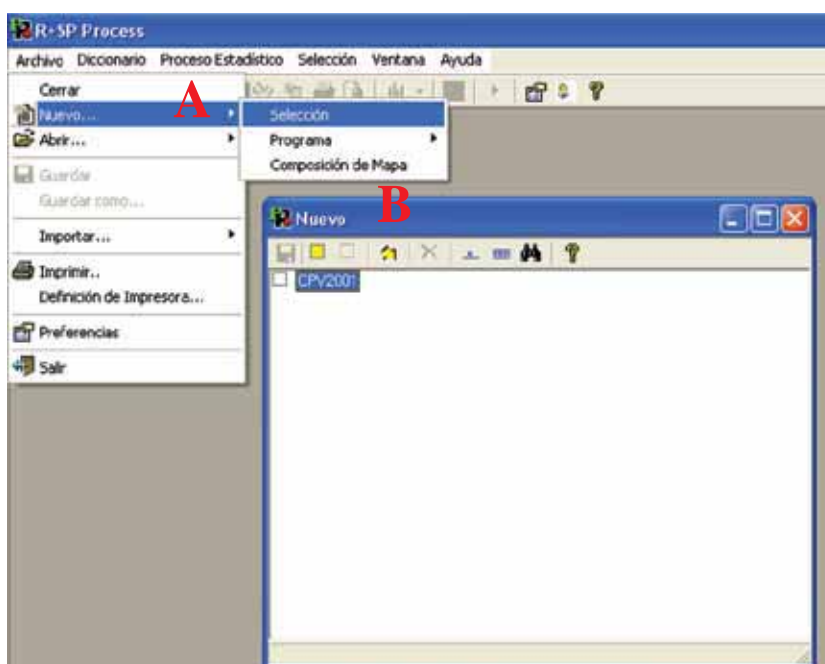 R+SP Process
Archivo Diccionario Proceso Estadístico Selección Ventana Ayuda
Cerrar
A
Nuevo...
Selección
Abrir...
Programa
Composición de Mapa
Guardar
Guardar como...
B
Nuevo
Importar...
CPV2001
Imprimir..
Definición de Impresora...
Preferencias
Salir